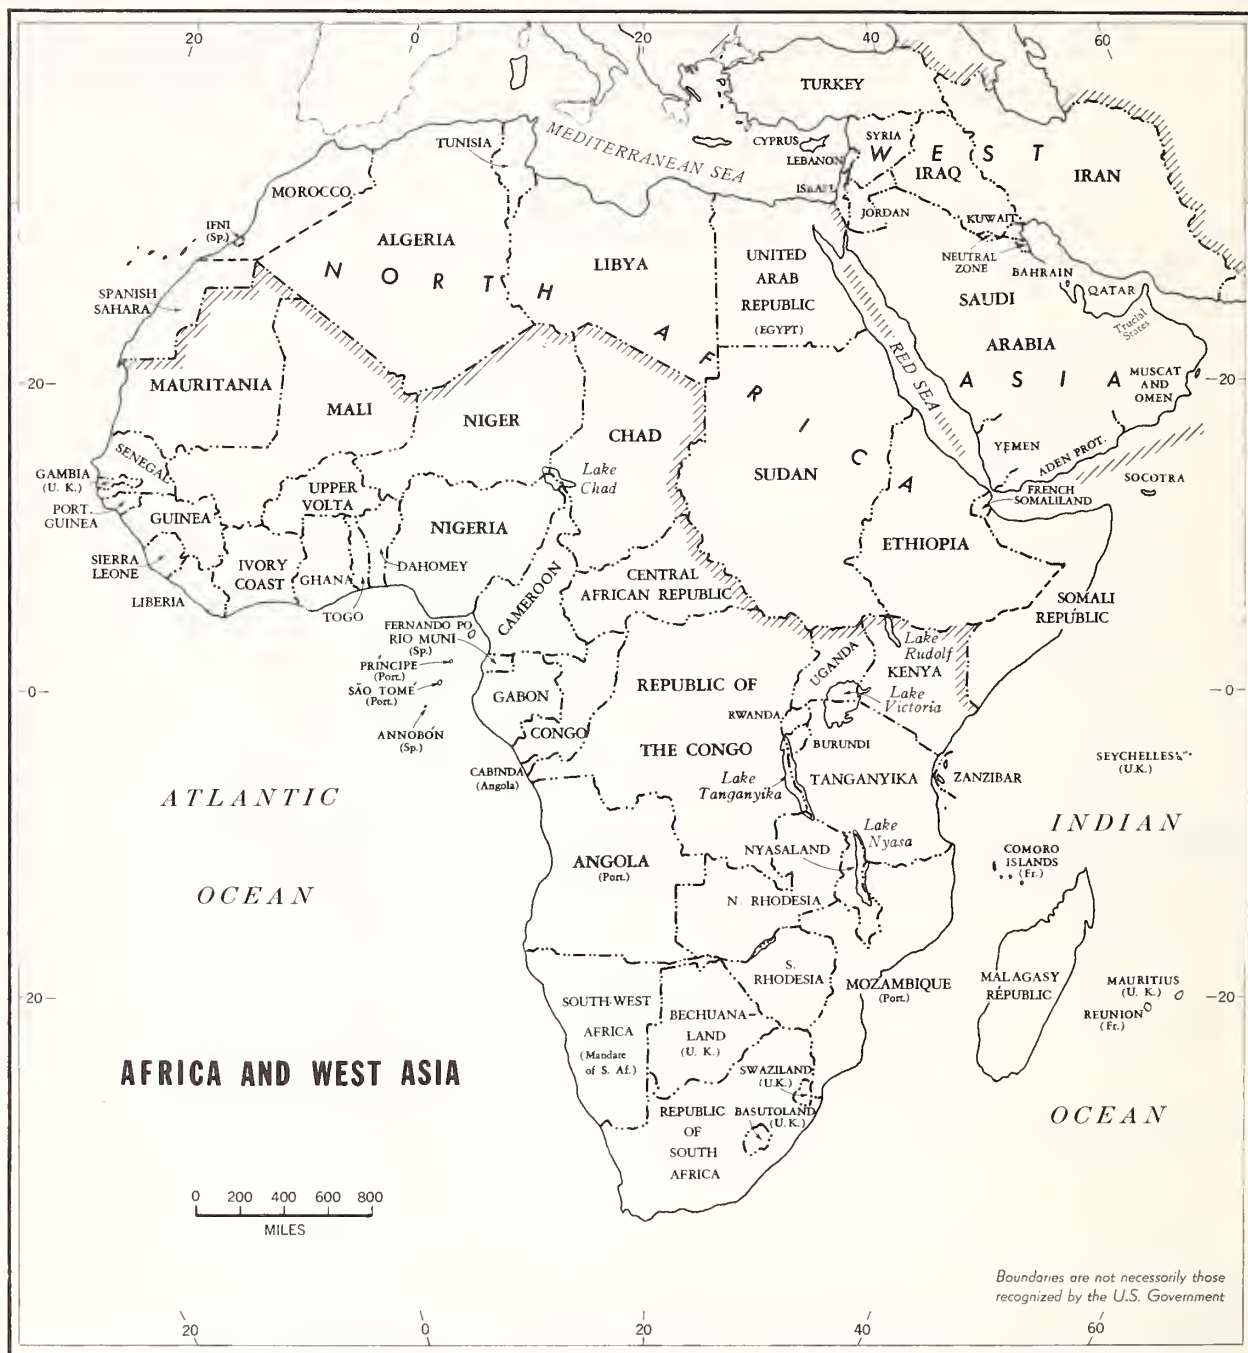 20
0
20
40
60
TURKEY
MEDITERRANEAN SEA
CYPRUS
SYRIA
LEBANON
ISRAEL
WEST
IRAQ
IRAN
TUNISIA
MOROCCO
IFNI
(Sp.)
ALGERIA
NORTH
LIBYA
UNITED
ARAB
REPUBLIC
(EGYPT)
JORDAN
KUWAIT
NEUTRAL
ZONE
BAHRAIN
QATAR
Trucial
States
SAUDI
ARABIA
ASIA
MUSCAT
AND
OMEN
SPANISH
SAHARA
20
20
MAURITANIA
MALI
NIGER
CHAD
AFRICA
RED SEA
SUDAN
YEMEN
ADEN PROT.
SOCOTRA
FRENCH
SOMALILAND
SENEGAL
GAMBIA
(U. K.)
PORT.
GUINEA
GUINEA
UPPER
VOLTA
Lake
Chad
NIGERIA
ETHIOPIA
SIERRA
LEONE
IVORY
COAST
GHANA
DAHOMEY
LIBERIA
TOGO
CAMEROON
CENTRAL
AFRICAN REPUBLIC
SOMALI
REPUBLIC
FERNANDO PO
RIO MUNI
(Sp.)
PRÍNCIPE
(Port.)
SÃO TOMÉ
(Port.)
ANNOBÓN
(Sp.)
0
0
GABON
CONGO
REPUBLIC OF
THE CONGO
UGANDA
Lake
Rudolf
KENYA
Lake
Victoria
RWANDA
BURUNDI
CABINDA
(Angola)
Lake
Tanganyika
TANGANYIKA
ZANZIBAR
SEYCHELLES
(U.K.)
ATLANTIC
OCEAN
INDIAN
OCEAN
ANGOLA
(Port.)
NYASALAND
Lake
Nyasa
N. RHODESIA
COMORO
ISLANDS
(Fr.)
S.
RHODESIA
MOZAMBIQUE
(Port.)
MALAGASY
RÉPUBLIC
MAURITIUS
(U. K.)
REUNION
(Fr.)
20
20
SOUTH-WEST
AFRICA
(Mandare
of S. Af.)
BECHUANA-
LAND
(U. K.)
SWAZILAND
(U.K.)
REPUBLIC
OF
SOUTH
AFRICA
BASUTOLAND
(U.K.)
AFRICA AND WEST ASIA
0 200 400 600 800
MILES
Boundaries are not necessorily those
recognized by the U.S. Government
20
0
20
40
60